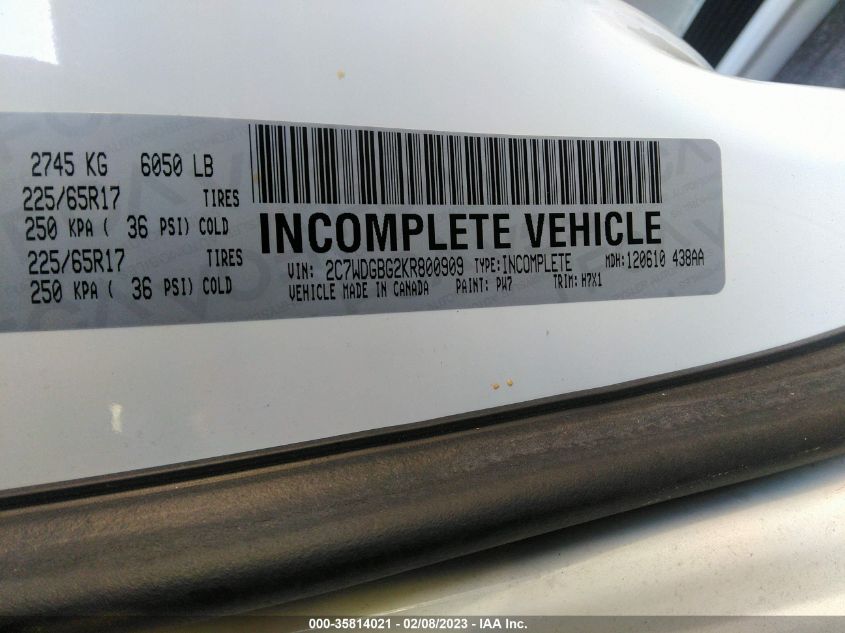 2745 KG 6050 LB
225/65R17 TIRES
250 KPA ( 36 PSI) COLD
225/65R17 TIRES
250 KPA ( 36 PSI) COLD
INCOMPLETE VEHICLE
VIN: 2C7WDGBG2KR800909 TYPE: INCOMPLETE MDH: 120610 438AA
VEHICLE MADE IN CANADA PAINT: PW7 TRIM: H7X1
000-35814021 - 02/08/2023 - IAA Inc.